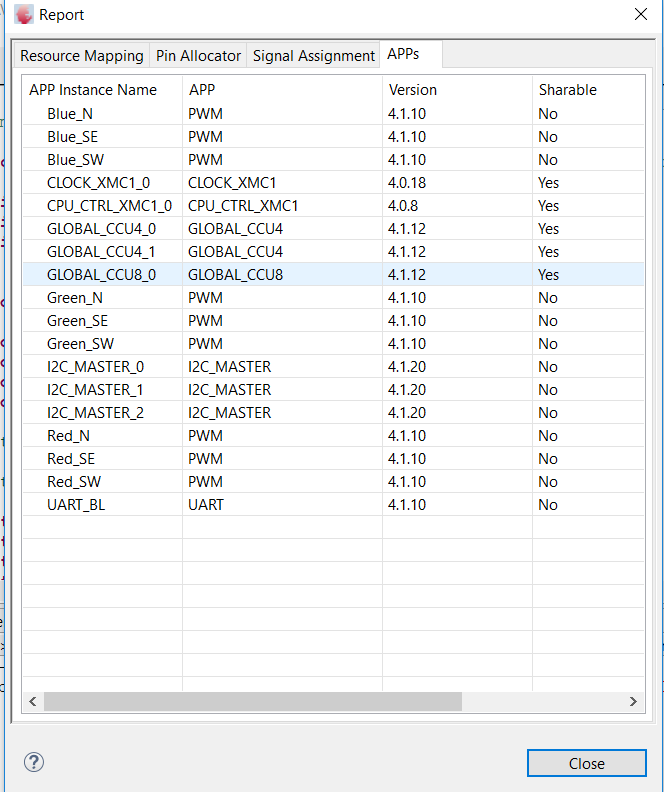 Report
Resource Mapping Pin Allocator Signal Assignment APPs
APP Instance Name APP Version Sharable
Blue_N PWM 4.1.10 No
Blue_SE PWM 4.1.10 No
Blue_SW PWM 4.1.10 No
CLOCK_XMC1_0 CLOCK_XMC1 4.0.18 Yes
CPU_CTRL_XMC1_0 CPU_CTRL_XMC1 4.0.8 Yes
GLOBAL_CCU4_0 GLOBAL_CCU4 4.1.12 Yes
GLOBAL_CCU4_1 GLOBAL_CCU4 4.1.12 Yes
GLOBAL_CCU8_0 GLOBAL_CCU8 4.1.12 Yes
Green_N PWM 4.1.10 No
Green_SE PWM 4.1.10 No
Green_SW PWM 4.1.10 No
I2C_MASTER_0 I2C_MASTER 4.1.20 No
I2C_MASTER_1 I2C_MASTER 4.1.20 No
I2C_MASTER_2 I2C_MASTER 4.1.20 No
Red_N PWM 4.1.10 No
Red_SE PWM 4.1.10 No
Red_SW PWM 4.1.10 No
UART_BL UART 4.1.10 No
? Close